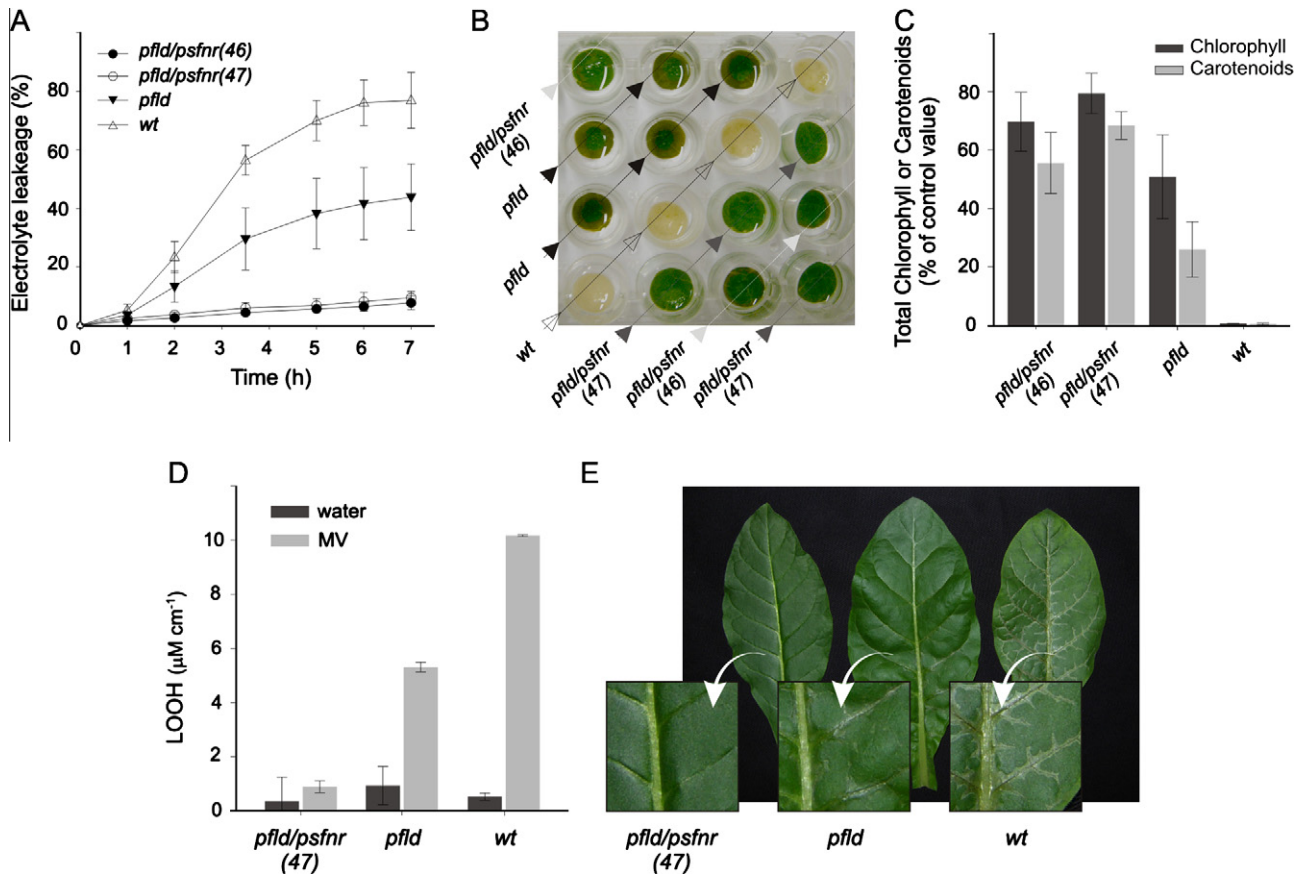 A
pfld/psfnr(46)
pfld/psfnr(47)
pfld
wt
Electrolyte leakage (%)
100
80
60
40
20
0
0 1 2 3 4 5 6 7
Time (h)
B
pfld/psfnr
(46)
pfld
pfld
wt
pfld/psfnr
(47)
pfld/psfnr
(46)
pfld/psfnr
(47)
C
Chlorophyll
Carotenoids
Total Chlorophyll or Carotenoids
(% of control value)
80
60
40
20
0
pfld/psfnr
(46)
pfld/psfnr
(47)
pfld
wt
D
water
MV
LOOH (µM cm⁻¹)
10
8
6
4
2
0
pfld/psfnr
(47)
pfld
wt
E
pfld/psfnr
(47)
pfld
wt